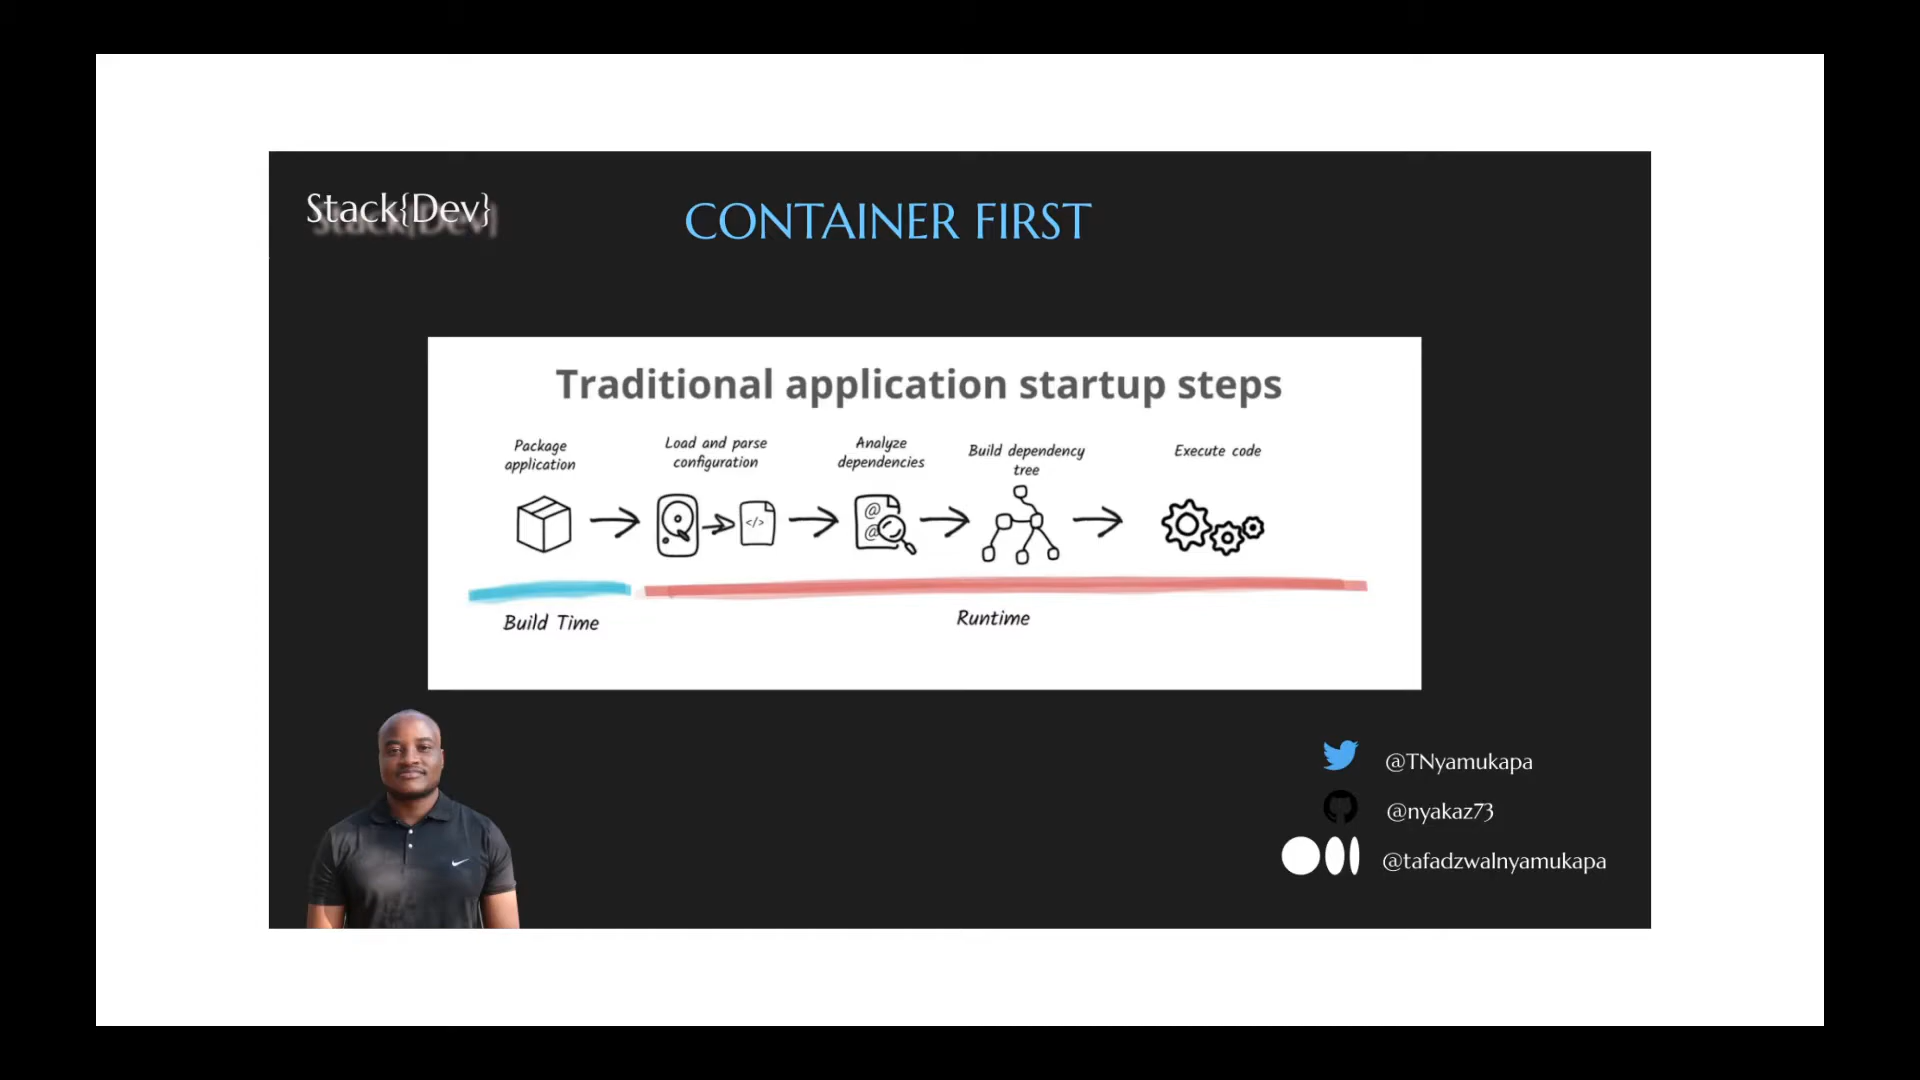 Stack{Dev}
CONTAINER FIRST
Traditional application startup steps
Package
application
Load and parse
configuration
</>
Analyze
dependencies
@
@
Build dependency
tree
Execute code
Build Time
Runtime
@TNyamukapa
@nyakaz73
@tafadzwalnyamukapa